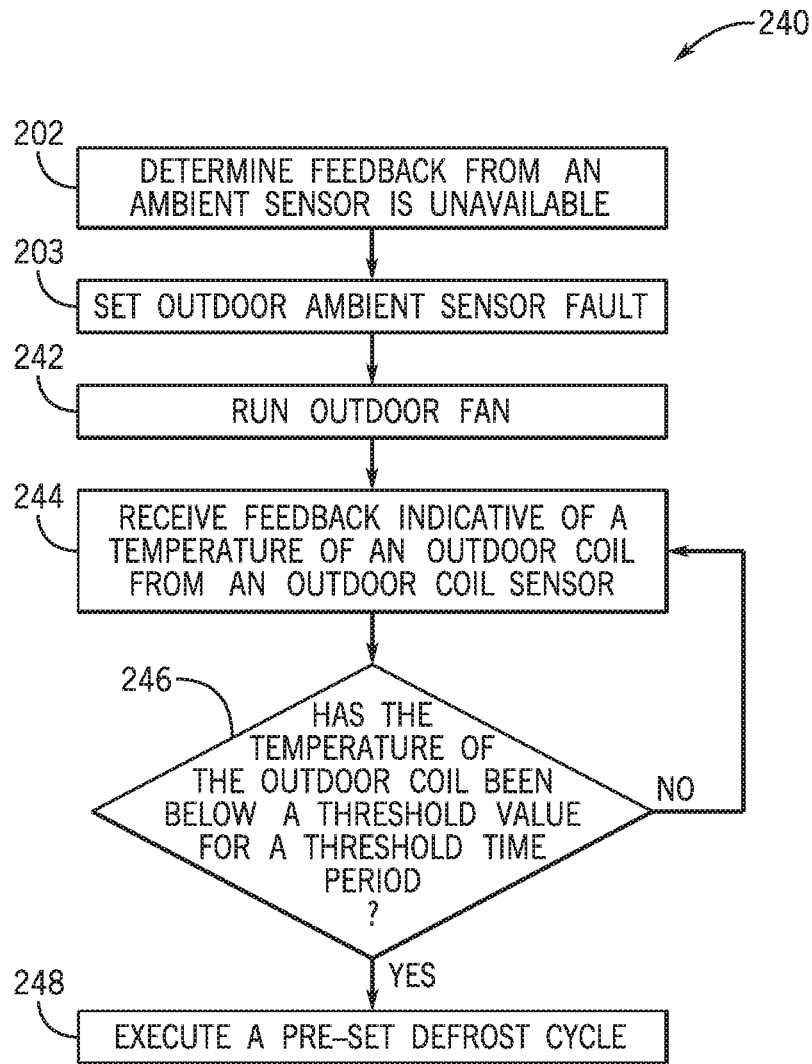 240
202
DETERMINE FEEDBACK FROM AN
AMBIENT SENSOR IS UNAVAILABLE
203
SET OUTDOOR AMBIENT SENSOR FAULT
242
RUN OUTDOOR FAN
244
RECEIVE FEEDBACK INDICATIVE OF A
TEMPERATURE OF AN OUTDOOR COIL
FROM AN OUTDOOR COIL SENSOR
246
HAS THE
TEMPERATURE OF
THE OUTDOOR COIL BEEN
BELOW A THRESHOLD VALUE
FOR A THRESHOLD TIME
PERIOD
?
NO
YES
248
EXECUTE A PRE-SET DEFROST CYCLE